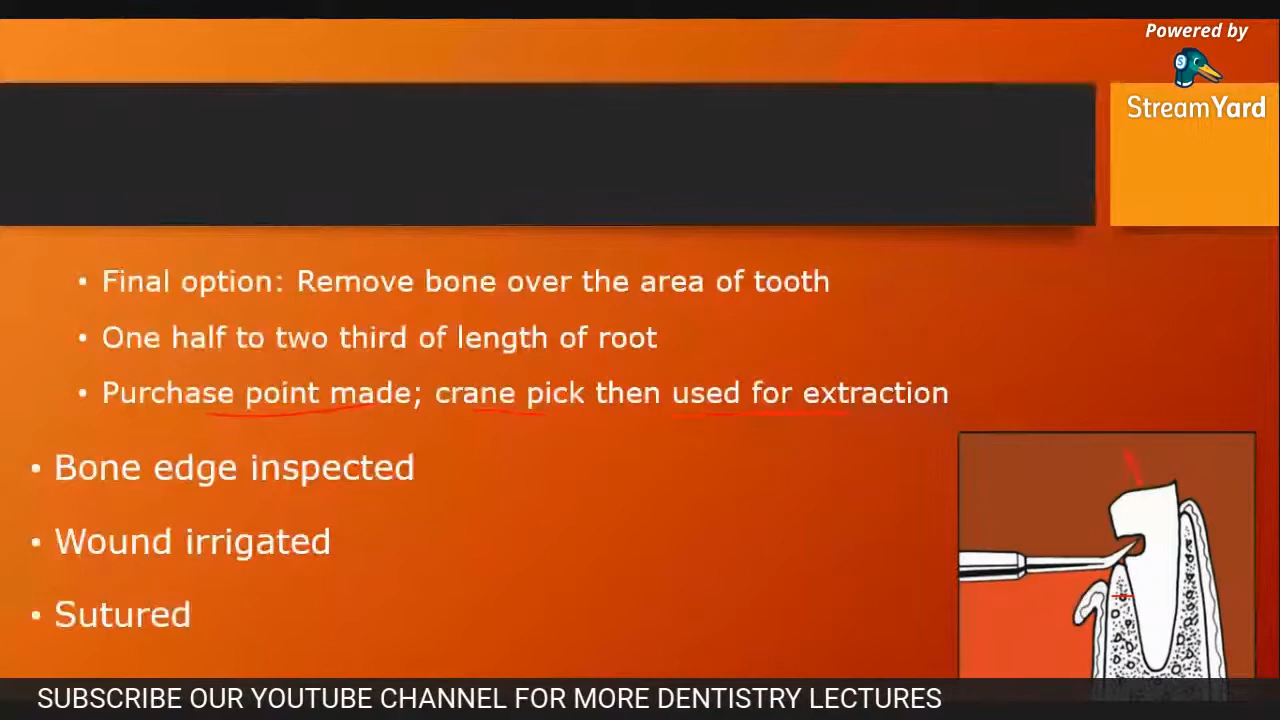 Powered by
StreamYard
• Final option: Remove bone over the area of tooth
• One half to two third of length of root
• Purchase point made; crane pick then used for extraction
• Bone edge inspected
• Wound irrigated
• Sutured
SUBSCRIBE OUR YOUTUBE CHANNEL FOR MORE DENTISTRY LECTURES